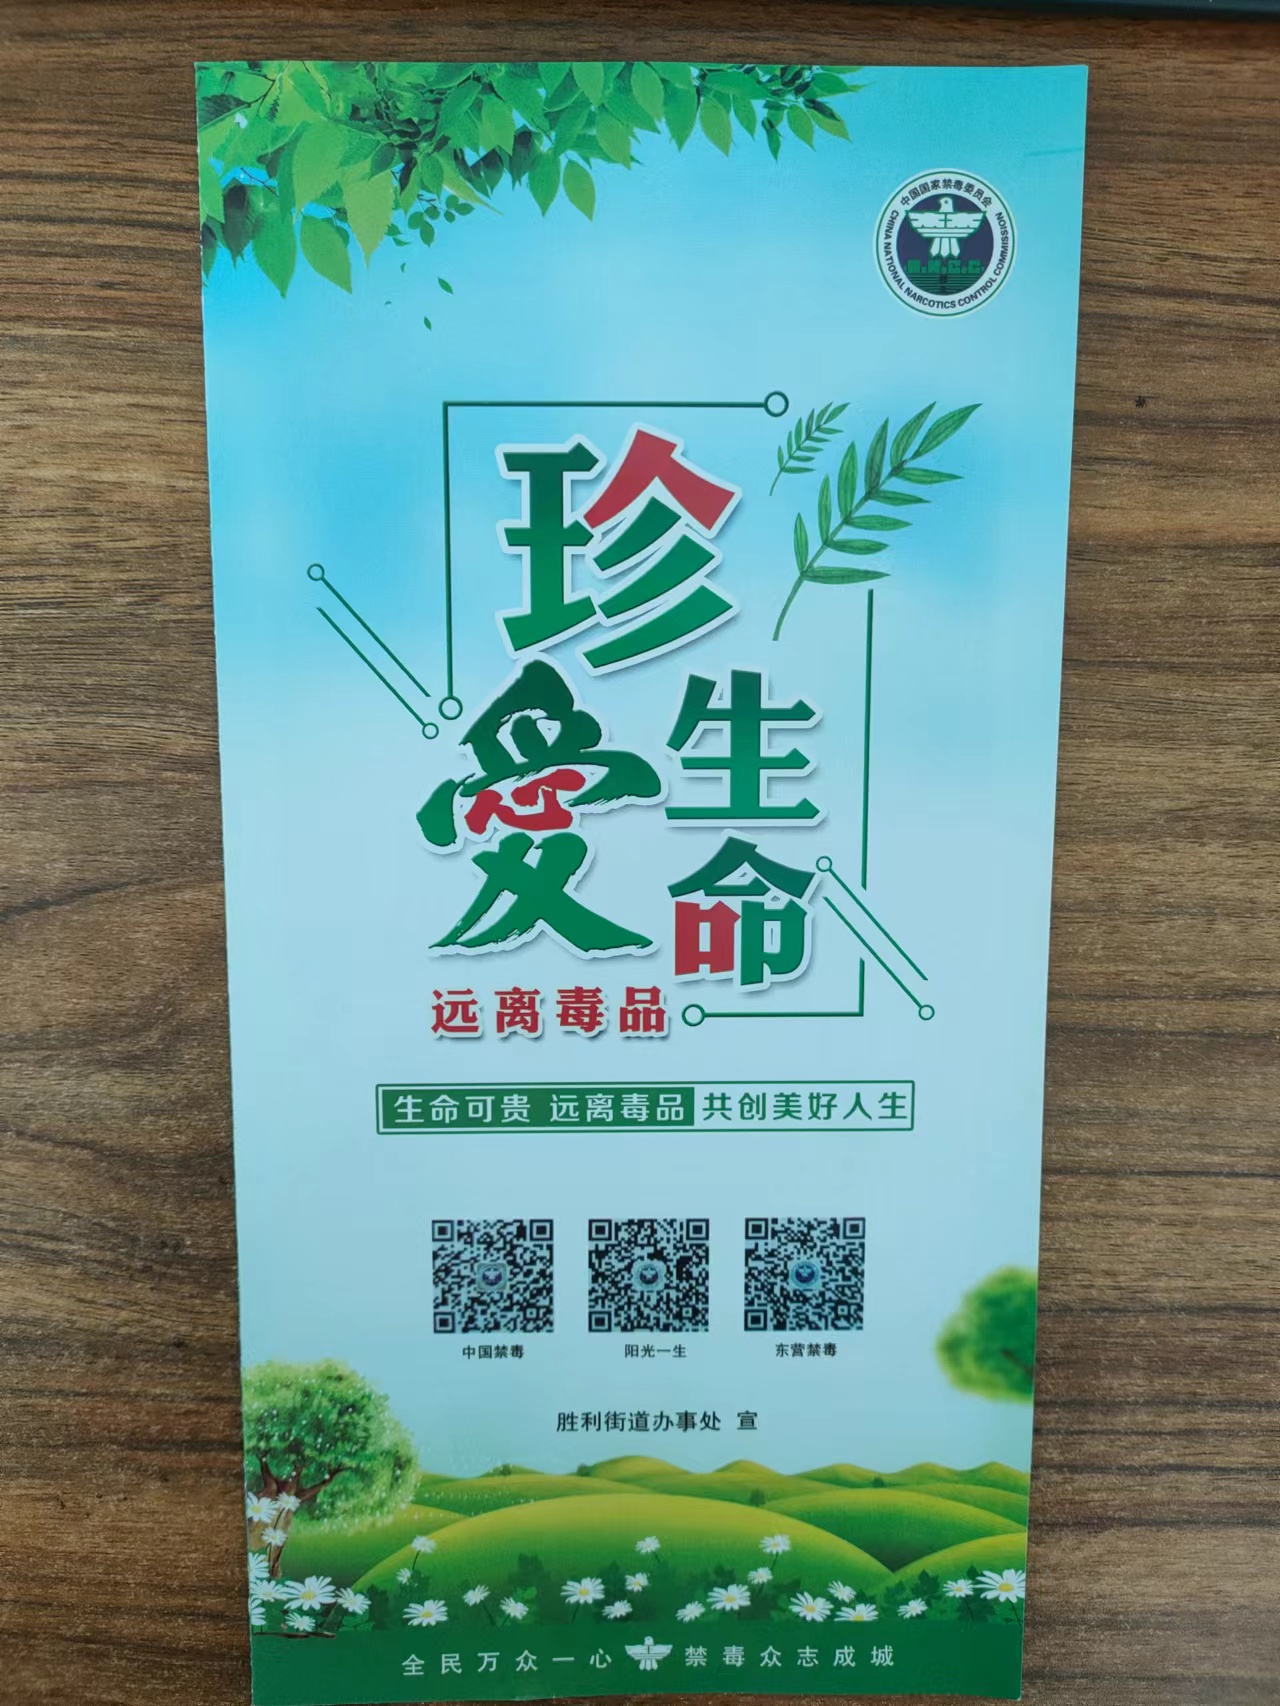 中国国家禁毒委员会
N.N.C.C.
CHINA NATIONAL NARCOTICS CONTROL COMMISSION
珍爱
生命
远离毒品
生命可贵 远离毒品 共创美好人生
中国禁毒 阳光一生 东营禁毒
胜利街道办事处 宣
全民万众一心 禁毒众志成城